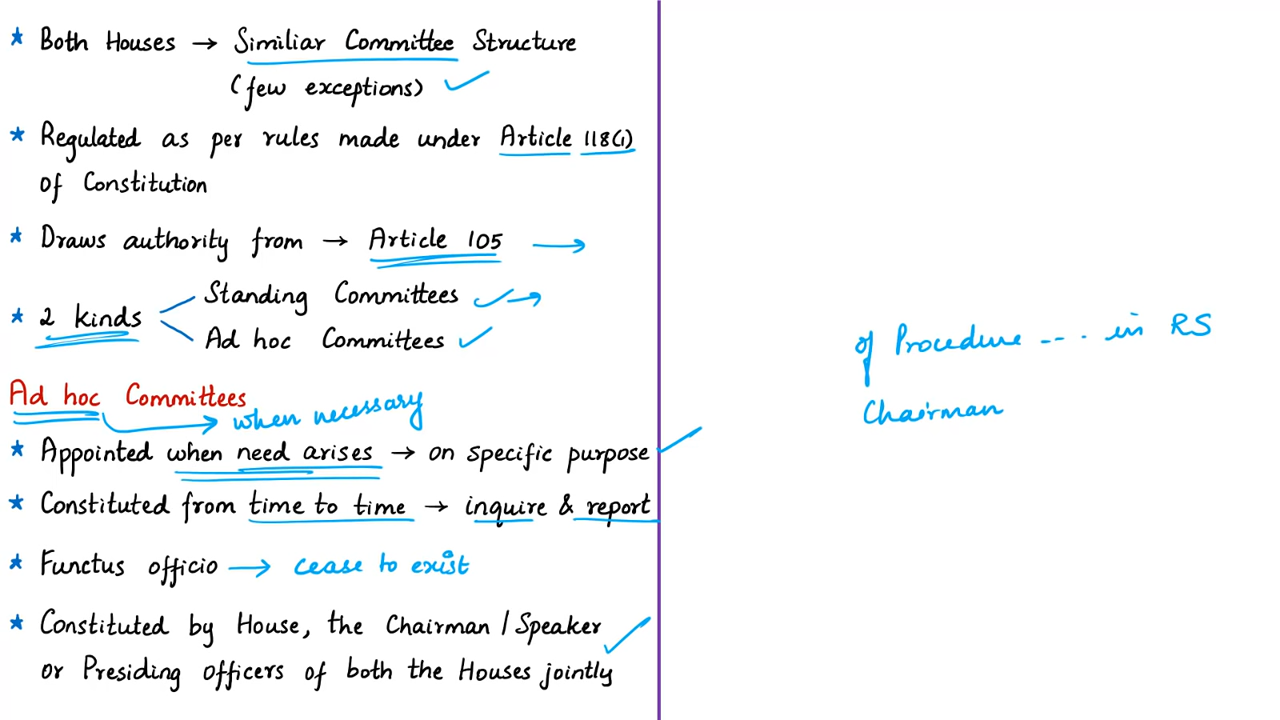 * Both Houses → Similiar Committee Structure
(few exceptions) ✓
* Regulated as per rules made under Article 118(1)
of Constitution
* Draws authority from → Article 105 →
* 2 kinds
Standing Committees ✓→
Ad hoc Committees ✓
Ad hoc Committees
→ when necessary
* Appointed when need arises → on specific purpose ✓
* Constituted from time to time → inquire & report
* Functus officio → cease to exist
* Constituted by House, the Chairman / Speaker
or Presiding officers of both the Houses jointly ✓
of Procedure --.. in RS
Chairman